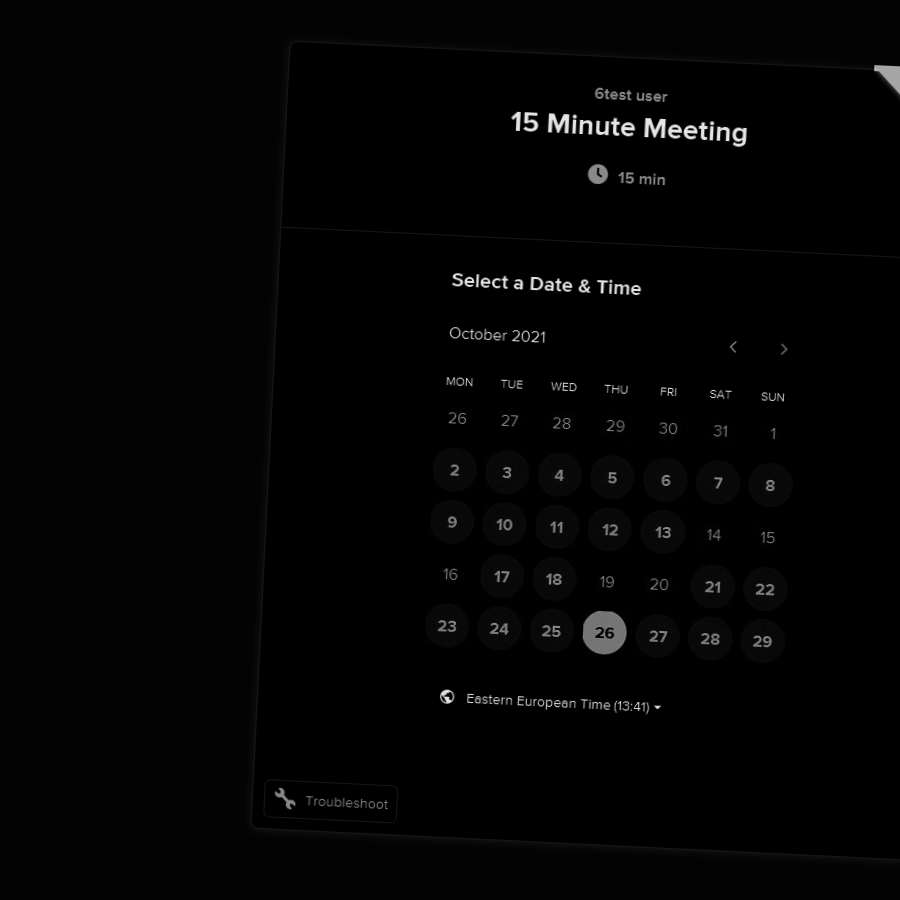 6test user
15 Minute Meeting
15 min
Select a Date & Time
October 2021
MON TUE WED THU FRI SAT SUN
26 27 28 29 30 31 1
2 3 4 5 6 7 8
9 10 11 12 13 14 15
16 17 18 19 20 21 22
23 24 25 26 27 28 29
Eastern European Time (13:41)
Troubleshoot